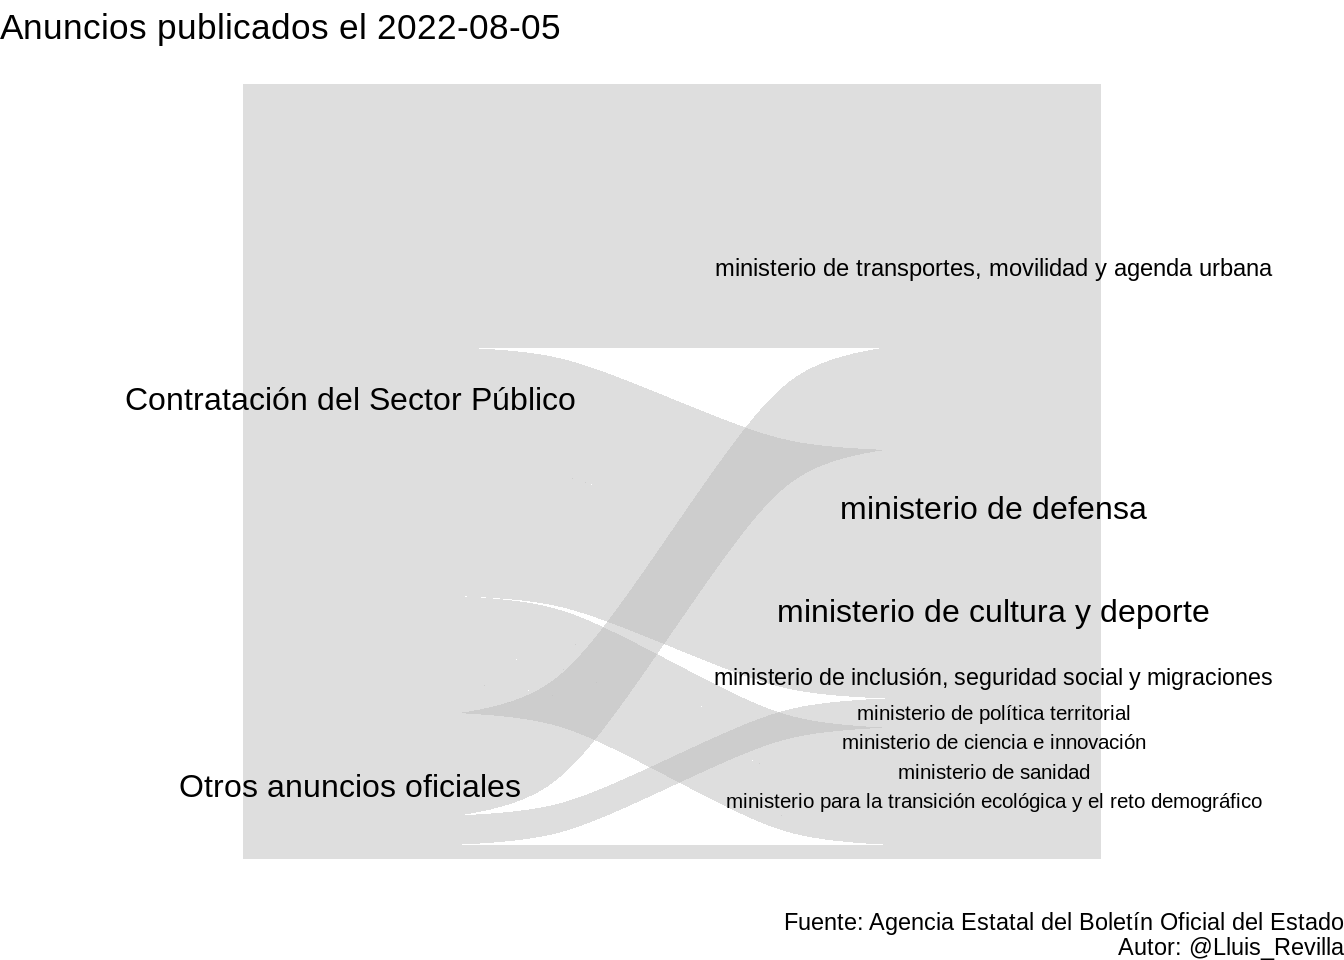 Anuncios publicados el 2022-08-05
ministerio de transportes, movilidad y agenda urbana
Contratación del Sector Público
ministerio de defensa
ministerio de cultura y deporte
ministerio de inclusión, seguridad social y migraciones
ministerio de política territorial
ministerio de ciencia e innovación
ministerio de sanidad
Otros anuncios oficiales
ministerio para la transición ecológica y el reto demográfico
Fuente: Agencia Estatal del Boletín Oficial del Estado
Autor: @Lluis_Revilla